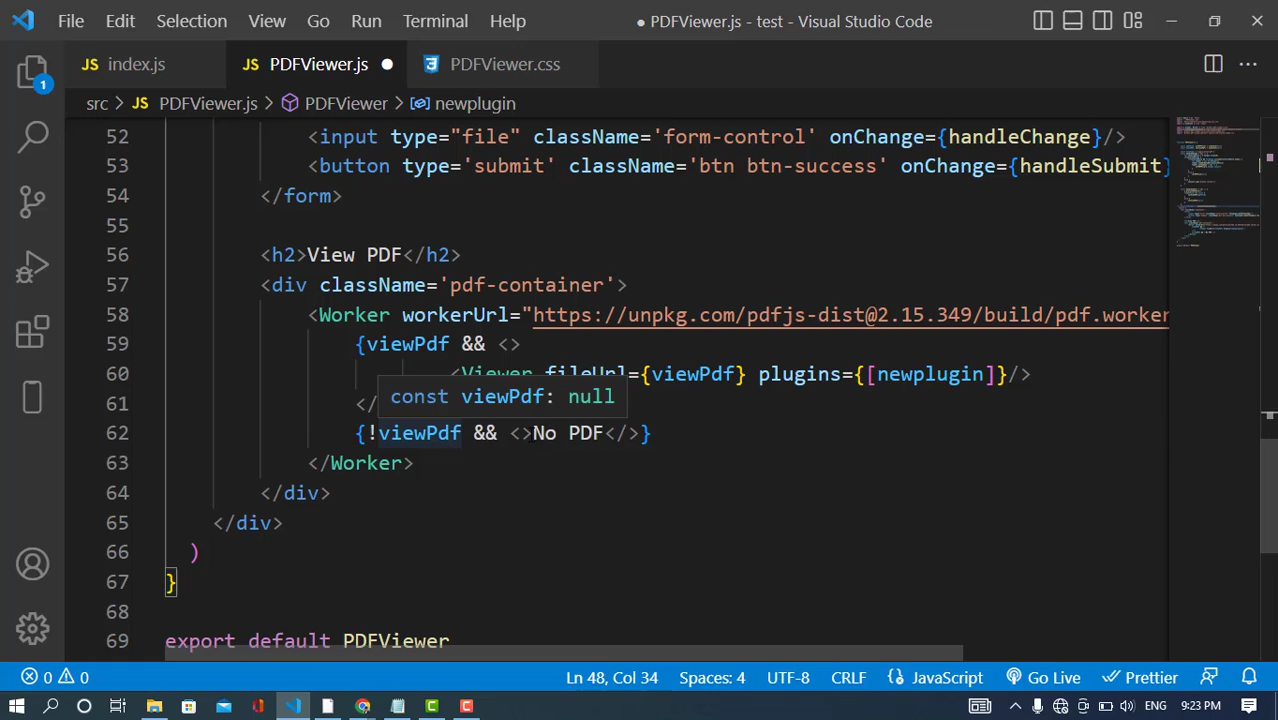 File Edit Selection View Go Run Terminal Help ● PDFViewer.js - test - Visual Studio Code
JS index.js JS PDFViewer.js ● PDFViewer.css
src > JS PDFViewer.js > PDFViewer > newplugin
1
52 <input type="file" className='form-control' onChange={handleChange}/>
53 <button type='submit' className='btn btn-success' onChange={handleSubmit}
54 </form>
55
56 <h2>View PDF</h2>
57 <div className='pdf-container'>
58 <Worker workerUrl="https://unpkg.com/pdfjs-dist@2.15.349/build/pdf.worker
59 {viewPdf && <>
60 <Viewer fileUrl={viewPdf} plugins={[newplugin]}/>
const viewPdf: null
61 </
62 {!viewPdf && <>No PDF</>}
63 </Worker>
64 </div>
65 </div>
66 )
67 }
68
69 export default PDFViewer
0 0 Ln 48, Col 34 Spaces: 4 UTF-8 CRLF JavaScript Go Live Prettier
ENG 9:23 PM